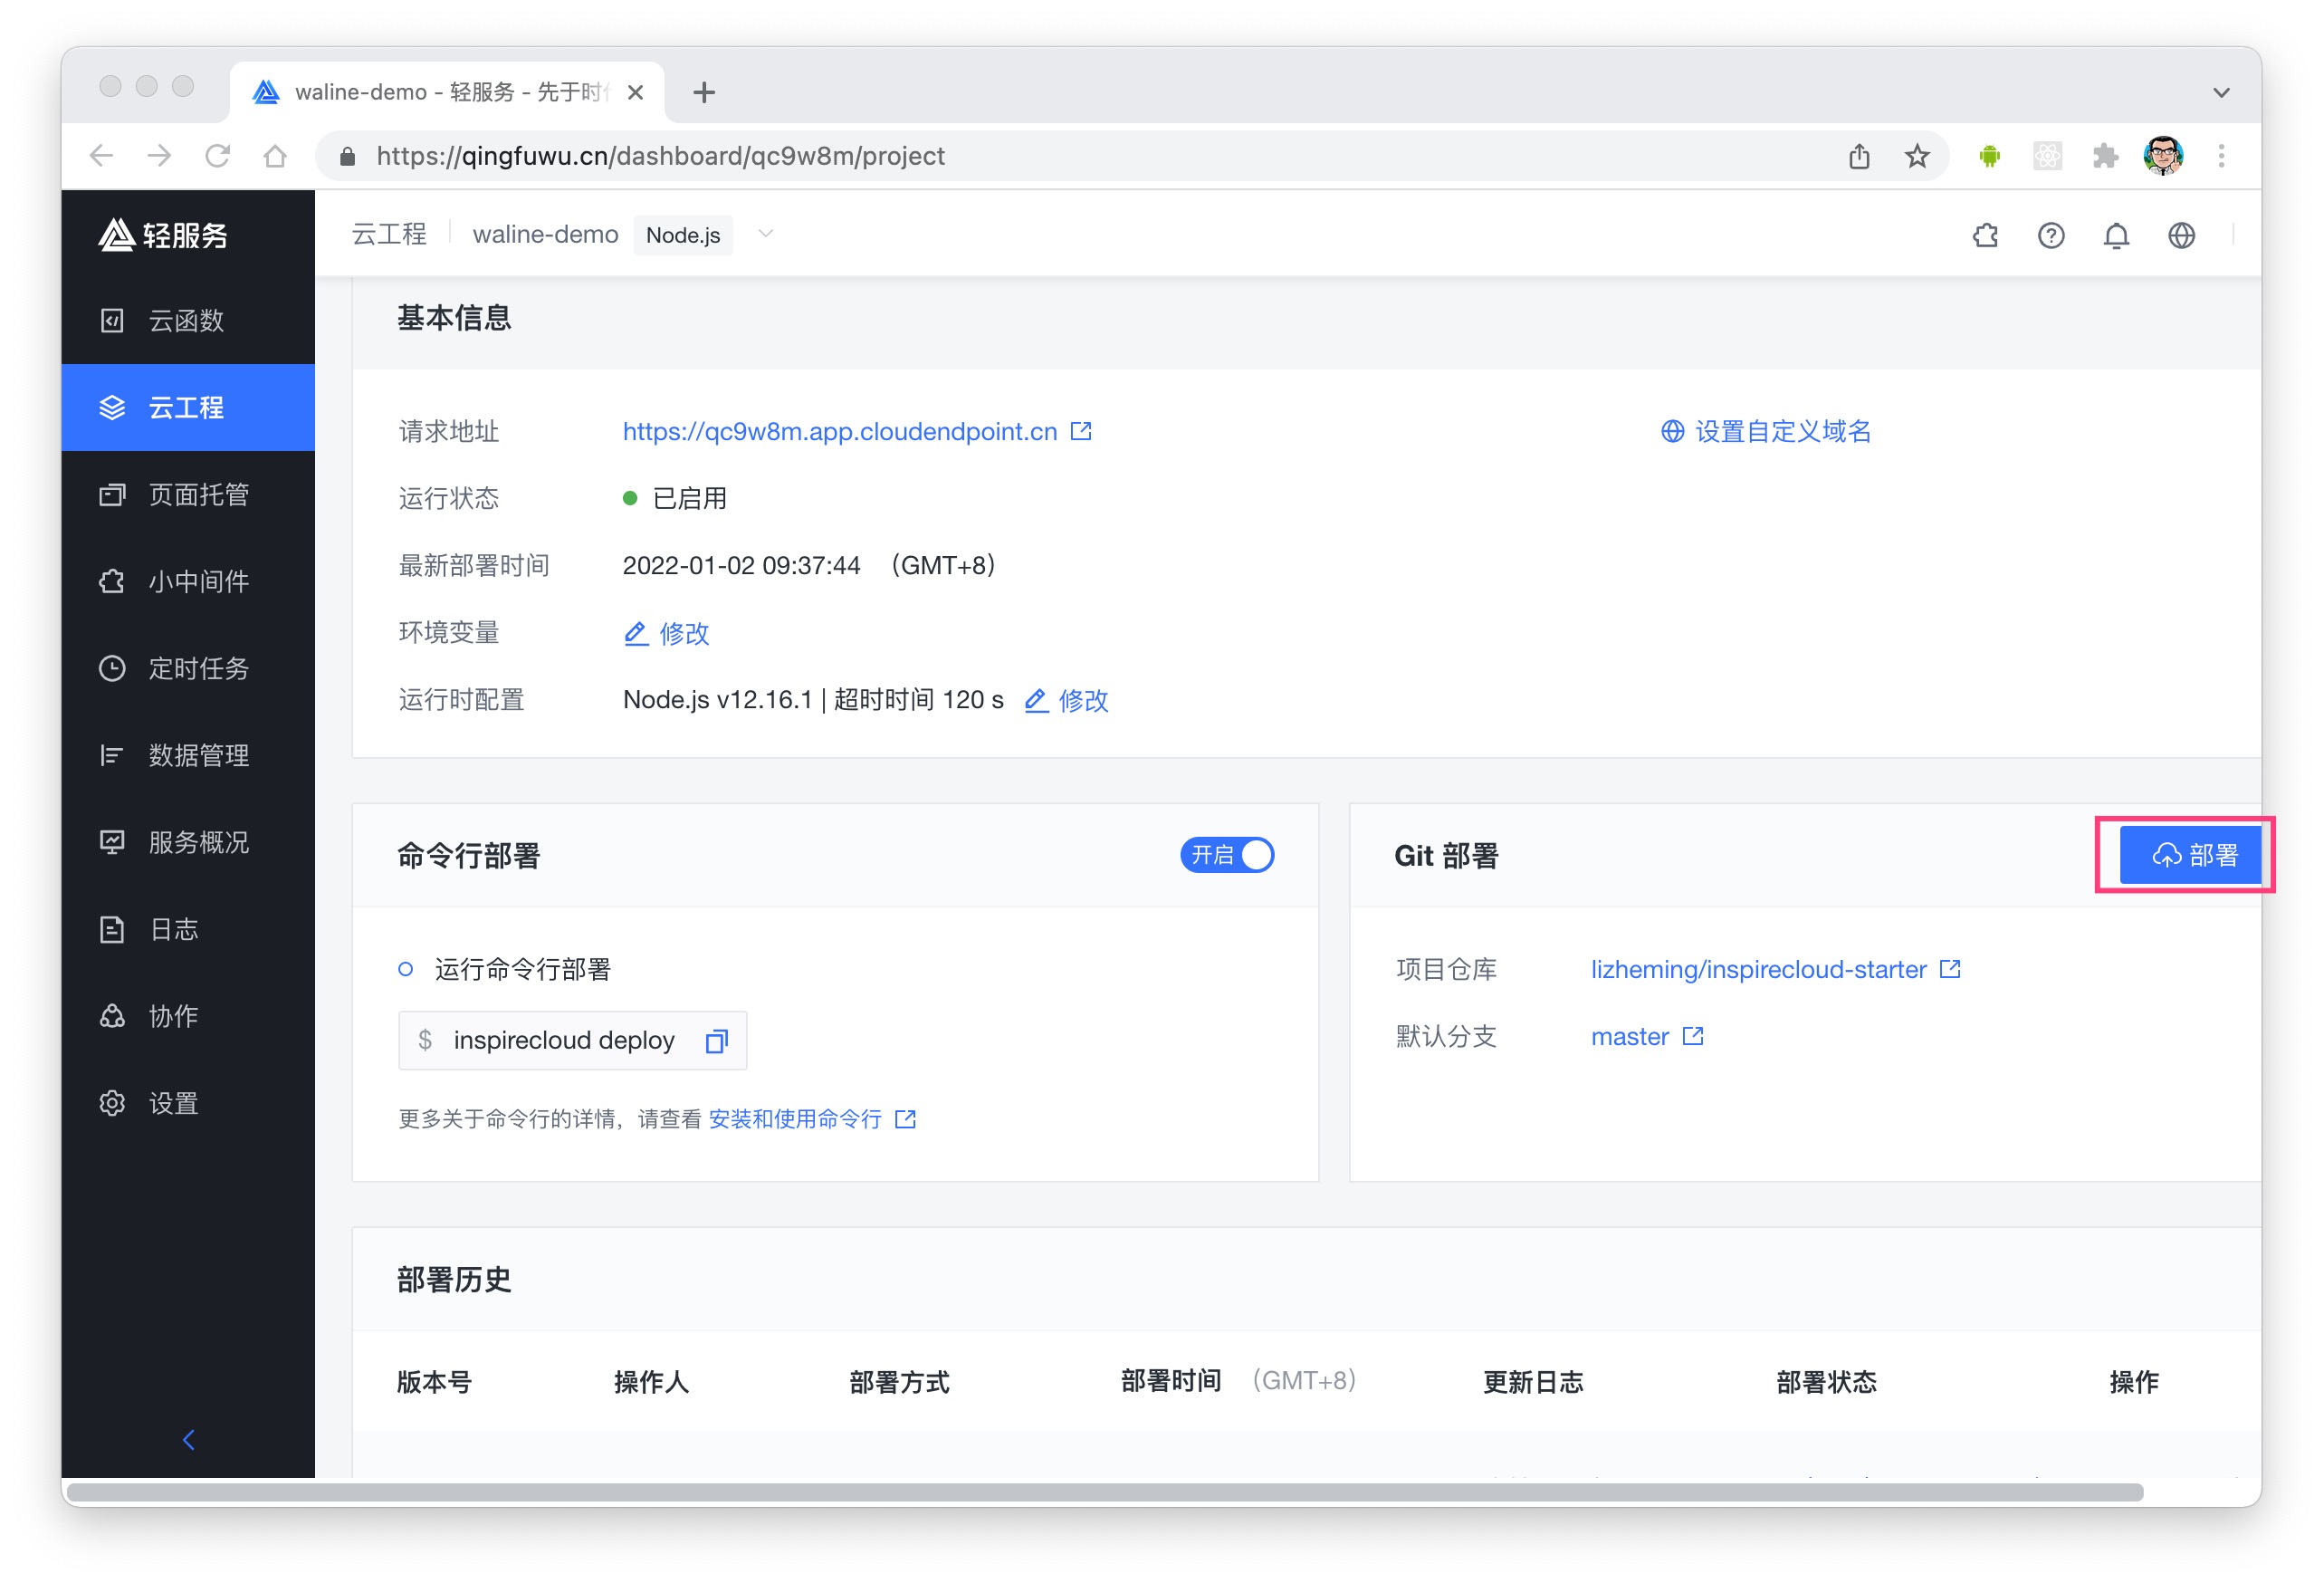 waline-demo - 轻服务 - 先于时
https://qingfuwu.cn/dashboard/qc9w8m/project
轻服务
云工程 waline-demo Node.js
云函数
云工程
页面托管
小中间件
定时任务
数据管理
服务概况
日志
协作
设置
基本信息
请求地址 https://qc9w8m.app.cloudendpoint.cn 设置自定义域名
运行状态 已启用
最新部署时间 2022-01-02 09:37:44 （GMT+8）
环境变量 修改
运行时配置 Node.js v12.16.1 | 超时时间 120 s 修改
命令行部署 开启
运行命令行部署
$ inspirecloud deploy
更多关于命令行的详情，请查看 安装和使用命令行
Git 部署 部署
项目仓库 lizheming/inspirecloud-starter
默认分支 master
部署历史
版本号 操作人 部署方式 部署时间 （GMT+8） 更新日志 部署状态 操作